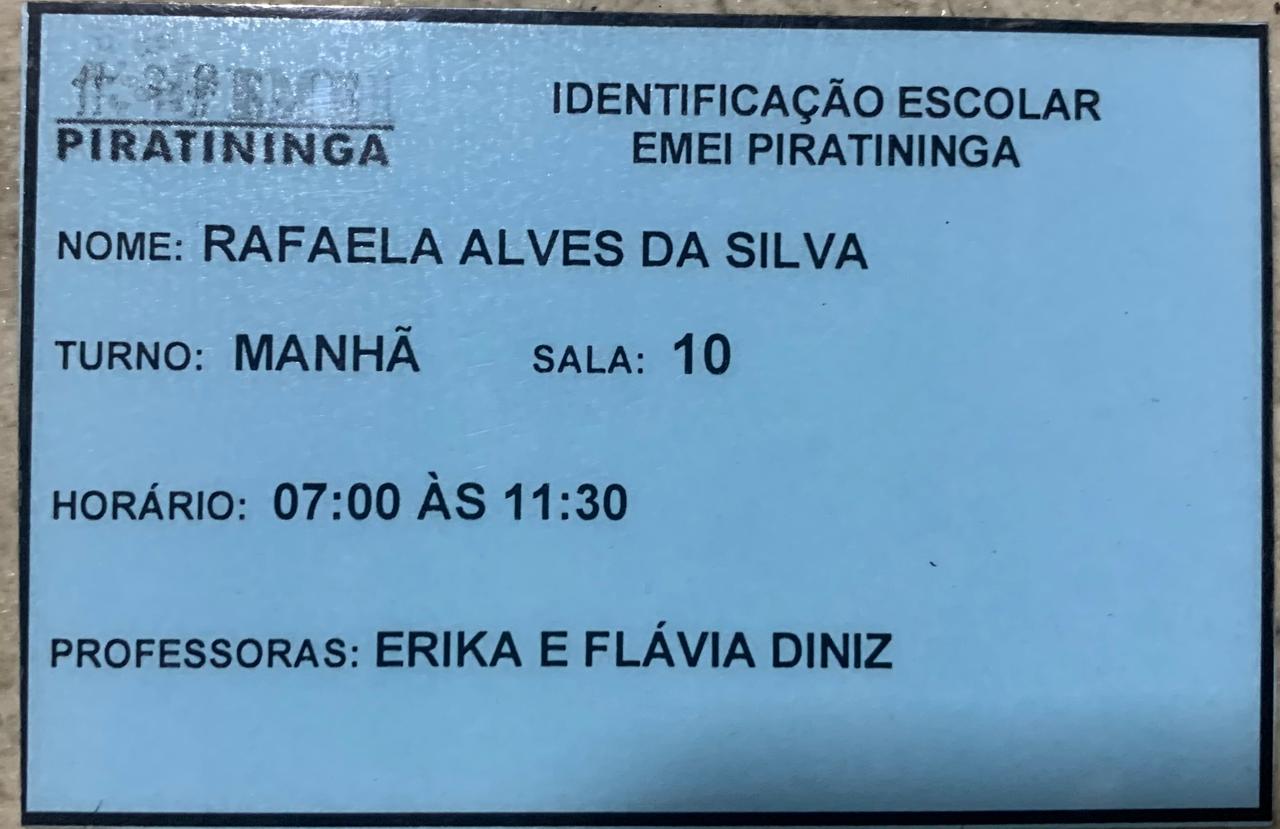 PIRATININGA
IDENTIFICAÇÃO ESCOLAR
EMEI PIRATININGA
NOME: RAFAELA ALVES DA SILVA
TURNO: MANHÃ SALA: 10
HORÁRIO: 07:00 ÀS 11:30
PROFESSORAS: ERIKA E FLÁVIA DINIZ